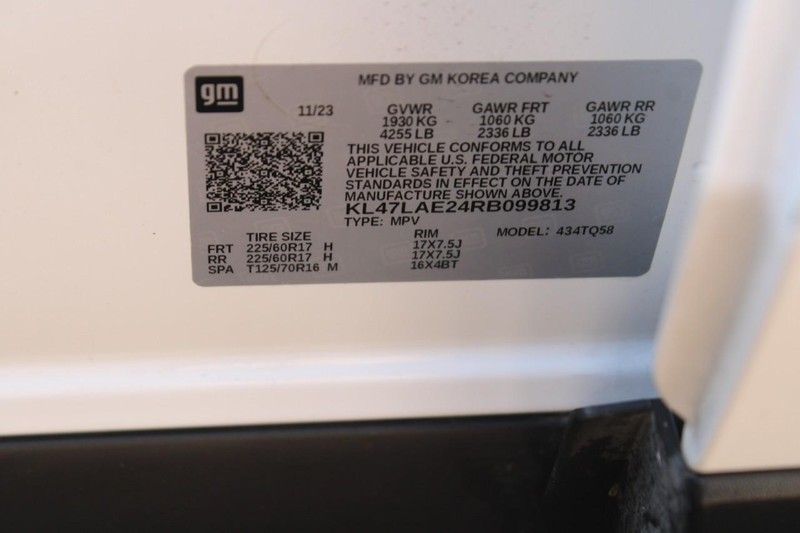 gm
MFD BY GM KOREA COMPANY
11/23 GVWR GAWR FRT GAWR RR
1930 KG 1060 KG 1060 KG
4255 LB 2336 LB 2336 LB
THIS VEHICLE CONFORMS TO ALL
APPLICABLE U.S. FEDERAL MOTOR
VEHICLE SAFETY AND THEFT PREVENTION
STANDARDS IN EFFECT ON THE DATE OF
MANUFACTURE SHOWN ABOVE.
KL47LAE24RB099813
TYPE: MPV
TIRE SIZE RIM MODEL: 434TQ58
FRT 225/60R17 H 17X7.5J
RR 225/60R17 H 17X7.5J
SPA T125/70R16 M 16X4BT